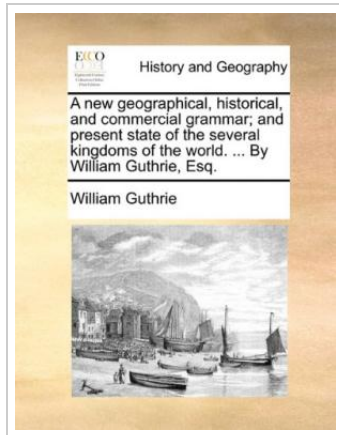 ECCO
History and Geography
A new geographical, historical,
and commercial grammar; and
present state of the several
kingdoms of the world. ... By
William Guthrie, Esq.
William Guthrie